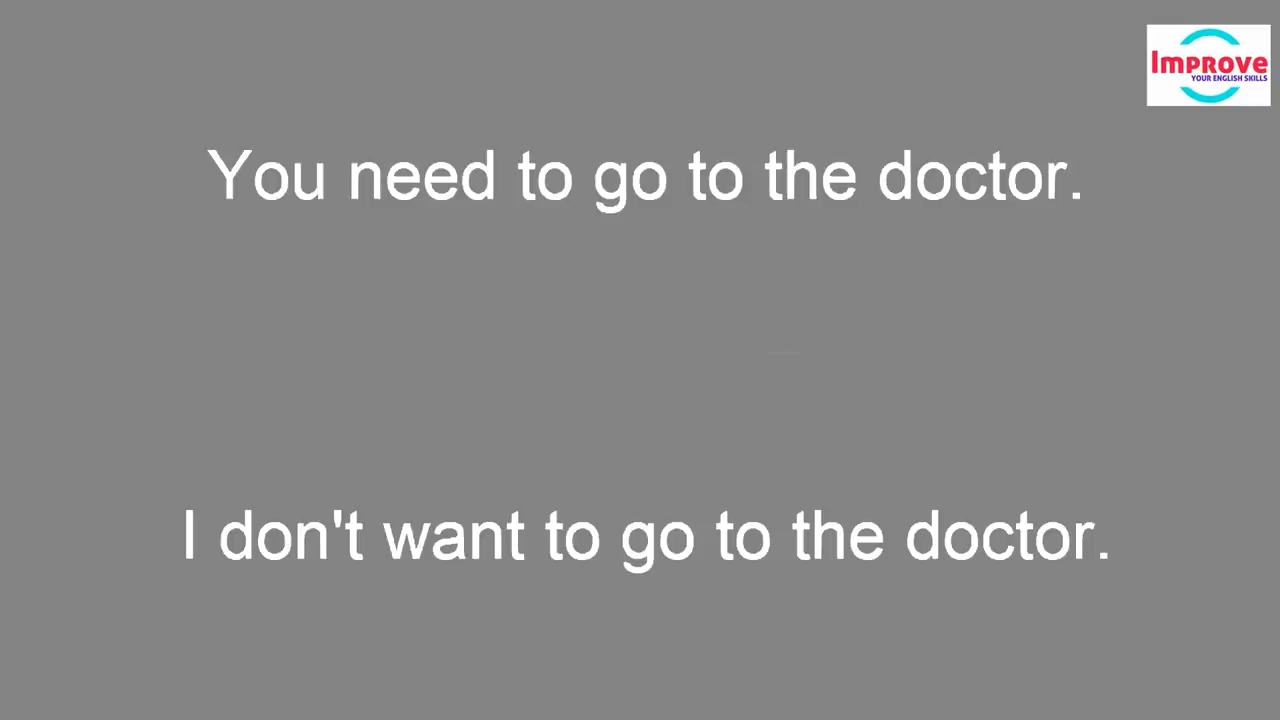 Improve
YOUR ENGLISH SKILLS
You need to go to the doctor.
I don't want to go to the doctor.